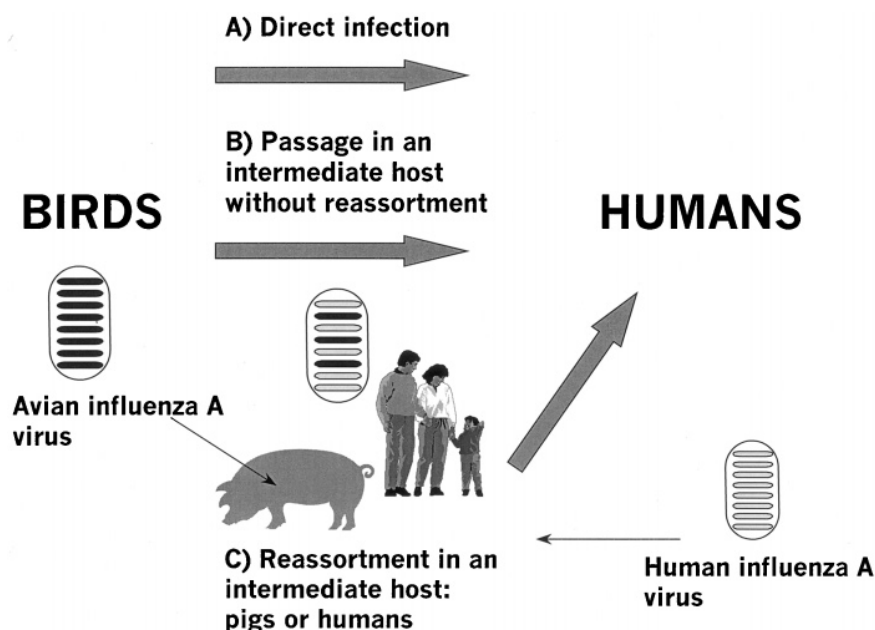 A) Direct infection
B) Passage in an
intermediate host
without reassortment
BIRDS
HUMANS
Avian influenza A
virus
C) Reassortment in an
intermediate host:
pigs or humans
Human influenza A
virus